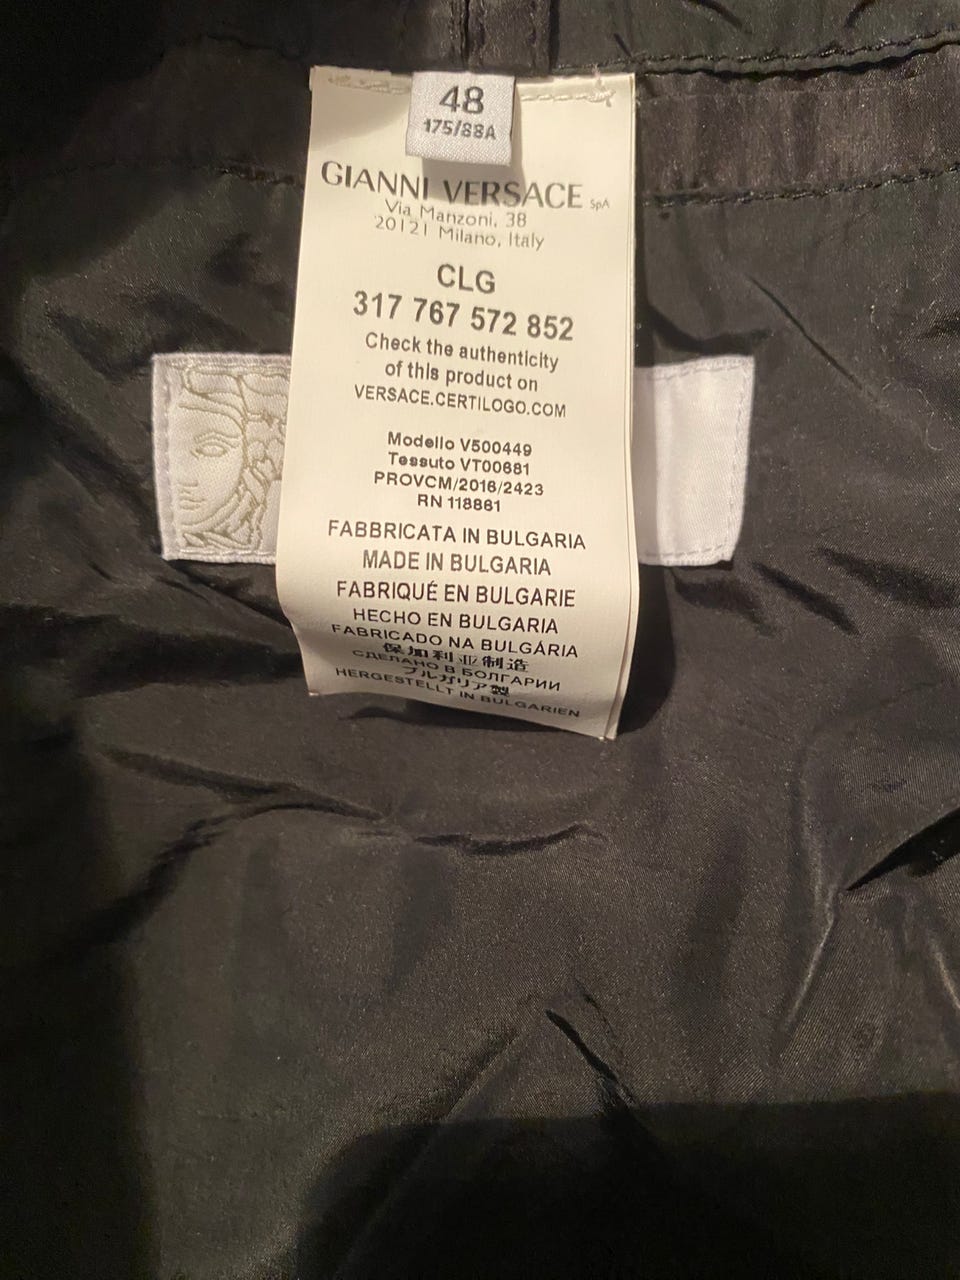 48
175/88A
GIANNI VERSACE SpA
Via Manzoni, 38
20121 Milano, Italy
CLG
317 767 572 852
Check the authenticity
of this product on
VERSACE.CERTILOGO.COM
Modello V500449
Tessuto VT00681
PROVCM/2016/2423
RN 118861
FABBRICATA IN BULGARIA
MADE IN BULGARIA
FABRIQUÉ EN BULGARIE
HECHO EN BULGARIA
FABRICADO NA BULGÁRIA
保加利亚制造
СДЕЛАНО В БОЛГАРИИ
ブルガリア製
HERGESTELLT IN BULGARIEN